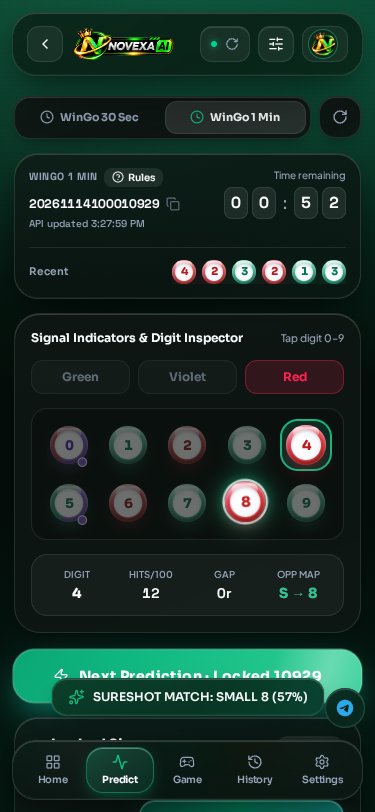 NOVEXA AI
WinGo 30 Sec
WinGo 1 Min
WINGO 1 MIN
Rules
Time remaining
20261114100010929
0 0 : 5 2
API updated 3:27:59 PM
Recent
4 2 3 2 1 3
Signal Indicators & Digit Inspector
Tap digit 0-9
Green
Violet
Red
0 1 2 3 4
5 6 7 8 9
DIGIT HITS/100 GAP OPP MAP
4 12 0r S → 8
Next Prediction · Locked 10929
SURESHOT MATCH: SMALL 8 (57%)
Home Predict Game History Settings